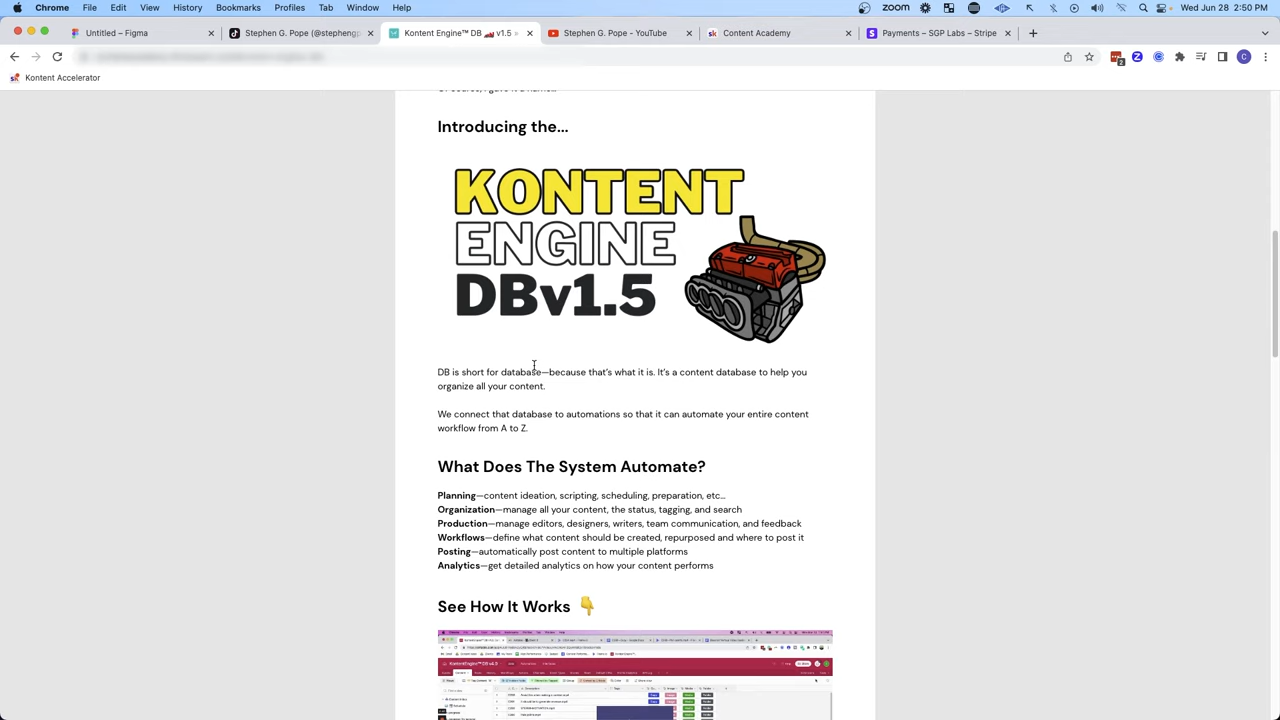 Chrome File Edit View History Bookmarks Profiles Tab Window Help
ZOOM Wed Jun 28 2:50 PM
Untitled – Figma
Stephen G. Pope (@stepheng
Kontent Engine™ DB 🏎 v1.5
Stephen G. Pope - YouTube
Content Academy
Payments – Pope Labs – Stripe
Kontent Accelerator
Introducing the...
KONTENT
ENGINE
DBv1.5
DB is short for database—because that's what it is. It's a content database to help you
organize all your content.
We connect that database to automations so that it can automate your entire content
workflow from A to Z.
What Does The System Automate?
Planning—content ideation, scripting, scheduling, preparation, etc...
Organization—manage all your content, the status, tagging, and search
Production—manage editors, designers, writers, team communication, and feedback
Workflows—define what content should be created, repurposed and where to post it
Posting—automatically post content to multiple platforms
Analytics—get detailed analytics on how your content performs
See How It Works 👇